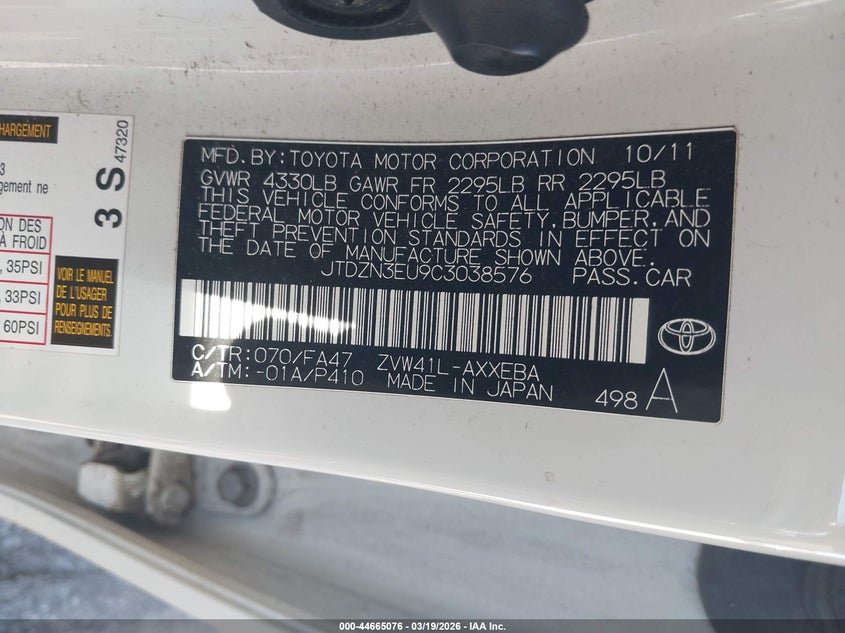 HARGEMENT
3
gement ne
ON DES
À FROID
, 35PSI
, 33PSI
60PSI
3 S 47320
VOIR LE MANUEL
DE L'USAGER
POUR PLUS DE
RENSEIGNEMENTS.
MFD.BY:TOYOTA MOTOR CORPORATION 10/11
GVWR 4330LB GAWR FR 2295LB RR 2295LB
THIS VEHICLE CONFORMS TO ALL APPLICABLE
FEDERAL MOTOR VEHICLE SAFETY,BUMPER,AND
THEFT PREVENTION STANDARDS IN EFFECT ON
THE DATE OF MANUFACTURE SHOWN ABOVE.
JTDZN3EU9C3038576 PASS.CAR
C/TR:070/FA47 ZVW41L-AXXEBA
A/TM:-01A/P410 MADE IN JAPAN
498 A
000-44665076 - 03/19/2026 - IAA Inc.